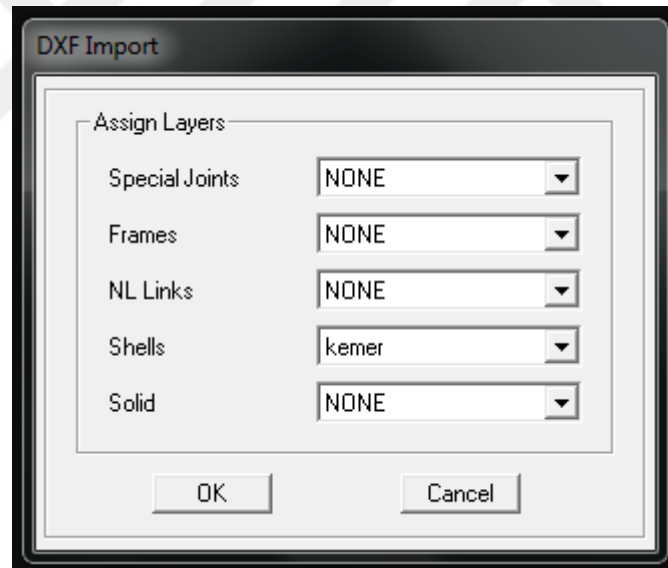 DXF Import
Assign Layers
Special Joints NONE
Frames NONE
NL Links NONE
Shells kemer
Solid NONE
OK Cancel